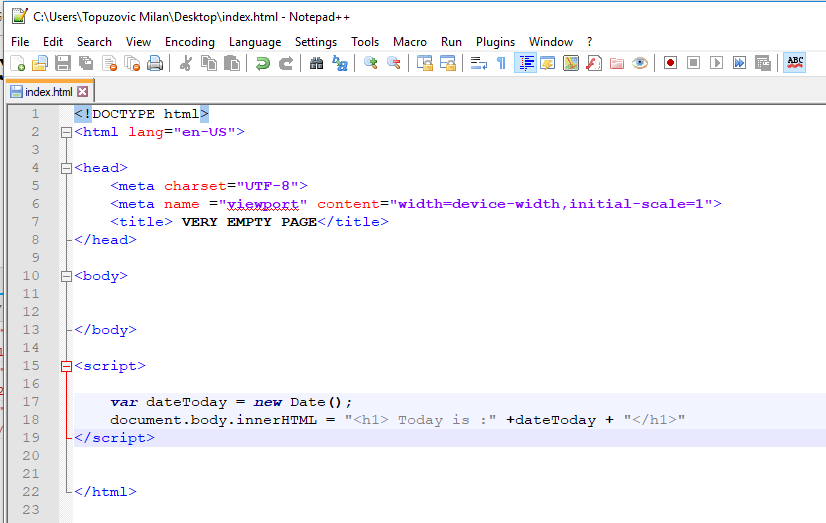 C:\Users\Topuzovic Milan\Desktop\index.html - Notepad++
File Edit Search View Encoding Language Settings Tools Macro Run Plugins Window ?
ABC
index.html
1 <!DOCTYPE html>
2 <html lang="en-US">
3
4 <head>
5 <meta charset="UTF-8">
6 <meta name ="viewport" content="width=device-width,initial-scale=1">
7 <title> VERY EMPTY PAGE</title>
8 </head>
9
10 <body>
11
12
13 </body>
14
15 <script>
16
17 var dateToday = new Date();
18 document.body.innerHTML = "<h1> Today is :" +dateToday + "</h1>"
19 </script>
20
21
22 </html>
23